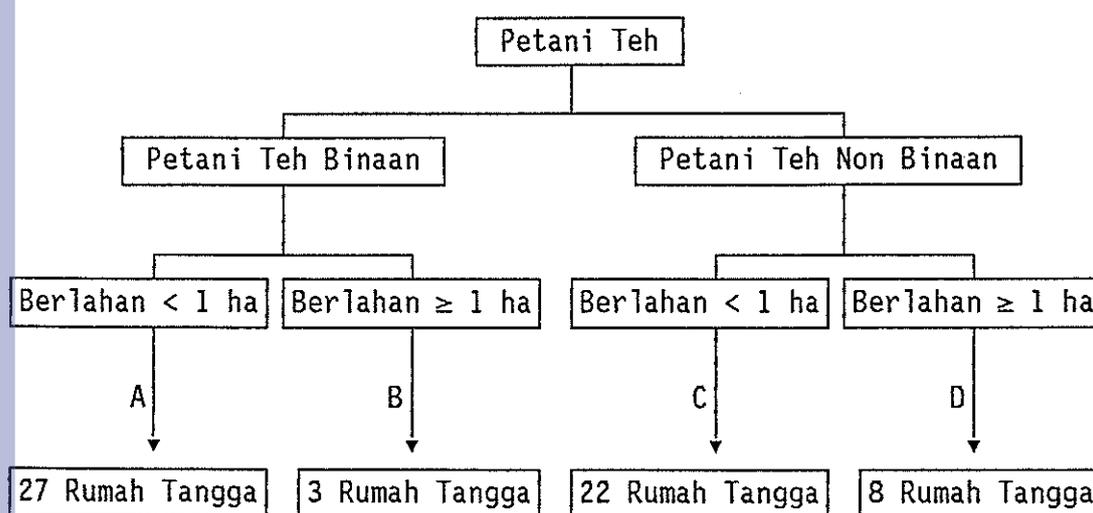 Petani Teh
Petani Teh Binaan
Petani Teh Non Binaan
Berlahan < 1 ha
Berlahan ≥ 1 ha
Berlahan < 1 ha
Berlahan ≥ 1 ha
A
B
C
D
27 Rumah Tangga
3 Rumah Tangga
22 Rumah Tangga
8 Rumah Tangga